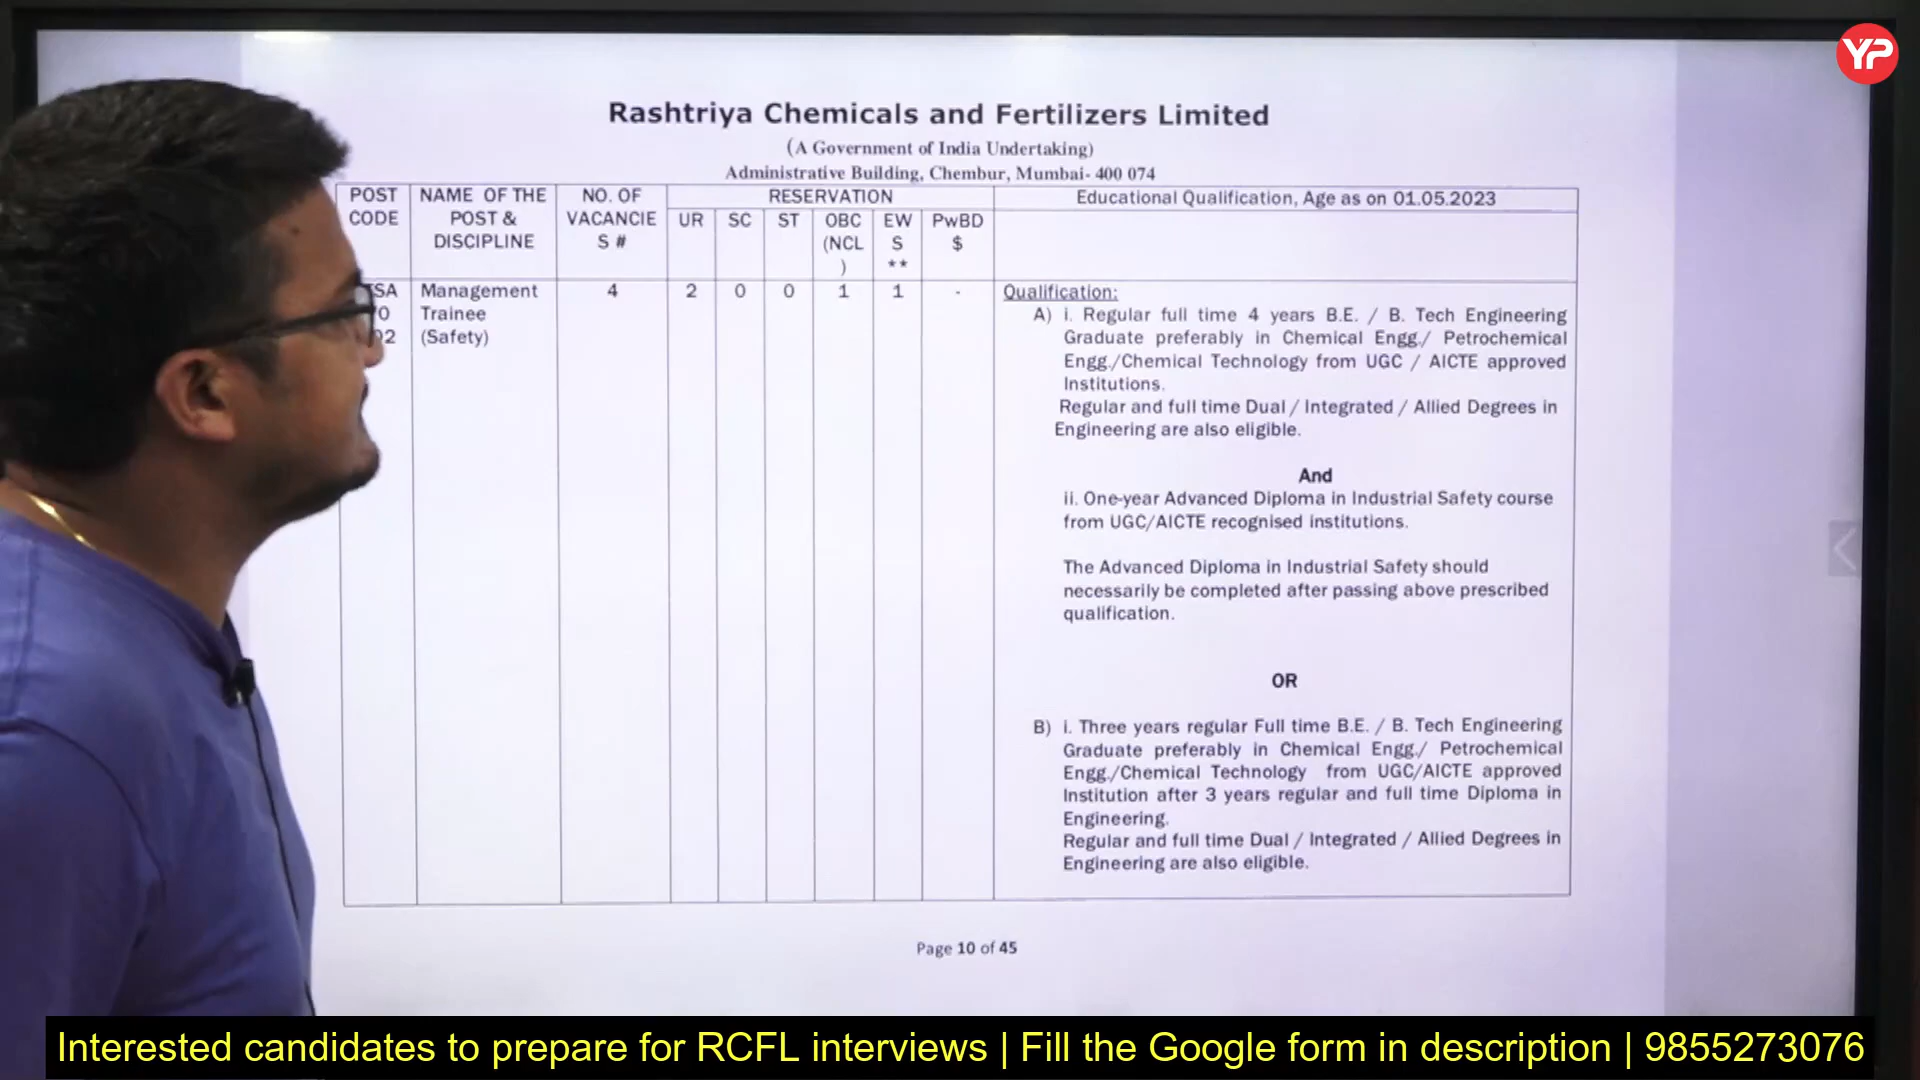 YP
Rashtriya Chemicals and Fertilizers Limited
(A Government of India Undertaking)
Administrative Building, Chembur, Mumbai- 400 074
POST CODE
NAME OF THE POST & DISCIPLINE
NO. OF VACANCIE S #
RESERVATION
UR
SC
ST
OBC (NCL )
EW S **
PwBD $
Educational Qualification, Age as on 01.05.2023
Management
Trainee
(Safety)
4
2
0
0
1
1
-
Qualification:
A) i. Regular full time 4 years B.E. / B. Tech Engineering
Graduate preferably in Chemical Engg./ Petrochemical
Engg./Chemical Technology from UGC / AICTE approved
Institutions.
Regular and full time Dual / Integrated / Allied Degrees in
Engineering are also eligible.
And
ii. One-year Advanced Diploma in Industrial Safety course
from UGC/AICTE recognised institutions.
The Advanced Diploma in Industrial Safety should
necessarily be completed after passing above prescribed
qualification.
OR
B) i. Three years regular Full time B.E. / B. Tech Engineering
Graduate preferably in Chemical Engg./ Petrochemical
Engg./Chemical Technology from UGC/AICTE approved
Institution after 3 years regular and full time Diploma in
Engineering.
Regular and full time Dual / Integrated / Allied Degrees in
Engineering are also eligible.
Page 10 of 45
Interested candidates to prepare for RCFL interviews | Fill the Google form in description | 9855273076